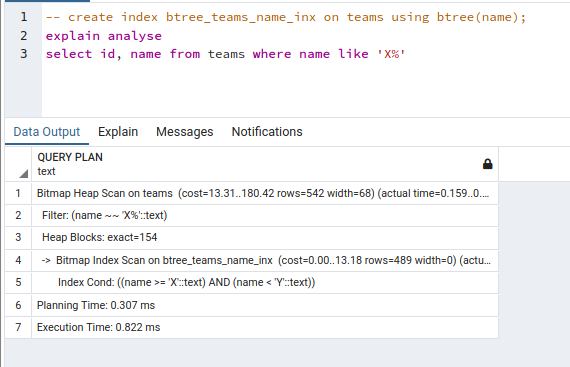 1 -- create index btree_teams_name_inx on teams using btree(name);
2 explain analyse
3 select id, name from teams where name like 'X%'
Data Output Explain Messages Notifications
QUERY PLAN
text
1 Bitmap Heap Scan on teams (cost=13.31..180.42 rows=542 width=68) (actual time=0.159..0....
2 Filter: (name ~~ 'X%'::text)
3 Heap Blocks: exact=154
4 -> Bitmap Index Scan on btree_teams_name_inx (cost=0.00..13.18 rows=489 width=0) (actu...
5 Index Cond: ((name >= 'X'::text) AND (name < 'Y'::text))
6 Planning Time: 0.307 ms
7 Execution Time: 0.822 ms